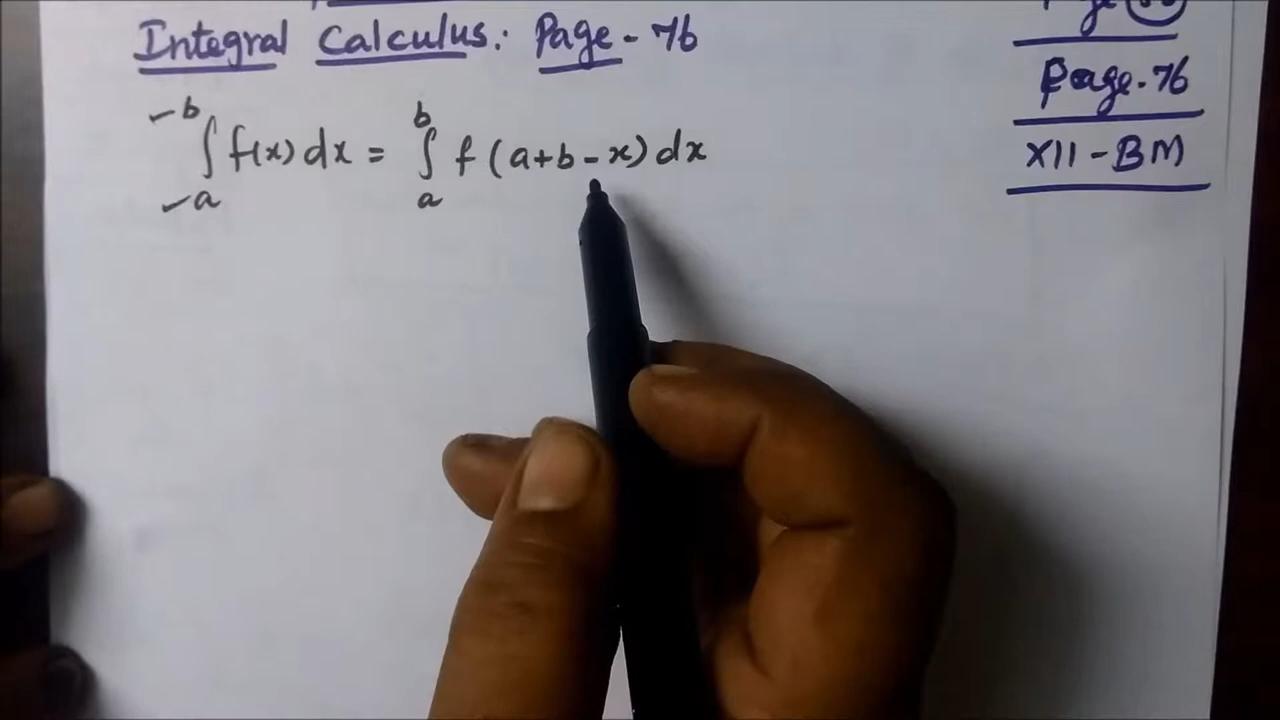 Integral Calculus: Page - 76
∫ₐᵇ f(x) dx = ∫ₐᵇ f (a+b-x) dx
Page-76
XII - BM